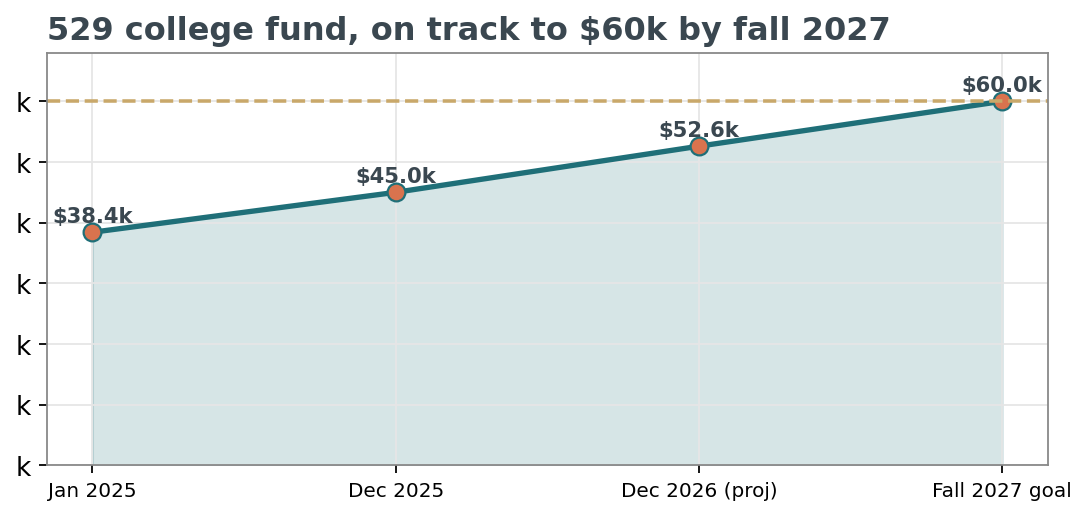 529 college fund, on track to $60k by fall 2027
$60.0k
k
$52.6k
k
$45.0k
$38.4k
k
k
k
k
k
Jan 2025 Dec 2025 Dec 2026 (proj) Fall 2027 goal